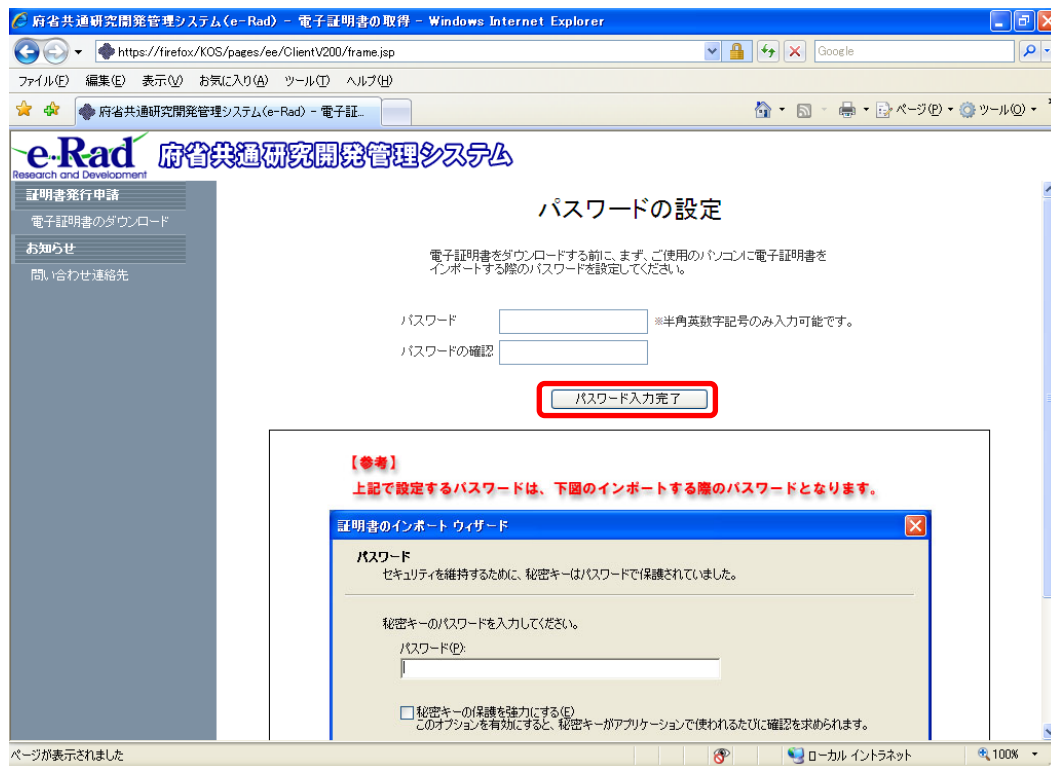 府省共通研究開発管理システム(e-Rad) - 電子証明書の取得 - Windows Internet Explorer
https://firefox/KOS/pages/ee/ClientV200/frame.jsp
Google
ファイル(F) 編集(E) 表示(V) お気に入り(A) ツール(T) ヘルプ(H)
府省共通研究開発管理システム(e-Rad) - 電子証...
ページ(P) ツール(O)
e-Rad 府省共通研究開発管理システム
Research and Development
証明書発行申請
電子証明書のダウンロード
お知らせ
問い合わせ連絡先
パスワードの設定
電子証明書をダウンロードする前に、まず、ご使用のパソコンに電子証明書を
インポートする際のパスワードを設定してください。
パスワード ※半角英数字記号のみ入力可能です。
パスワードの確認
パスワード入力完了
【参考】
上記で設定するパスワードは、下図のインポートする際のパスワードとなります。
証明書のインポート ウィザード
パスワード
セキュリティを維持するために、秘密キーはパスワードで保護されていました。
秘密キーのパスワードを入力してください。
パスワード(P):
秘密キーの保護を強力にする(E)
このオプションを有効にすると、秘密キーがアプリケーションで使われるたびに確認を求められます。
ページが表示されました ローカル イントラネット 100%